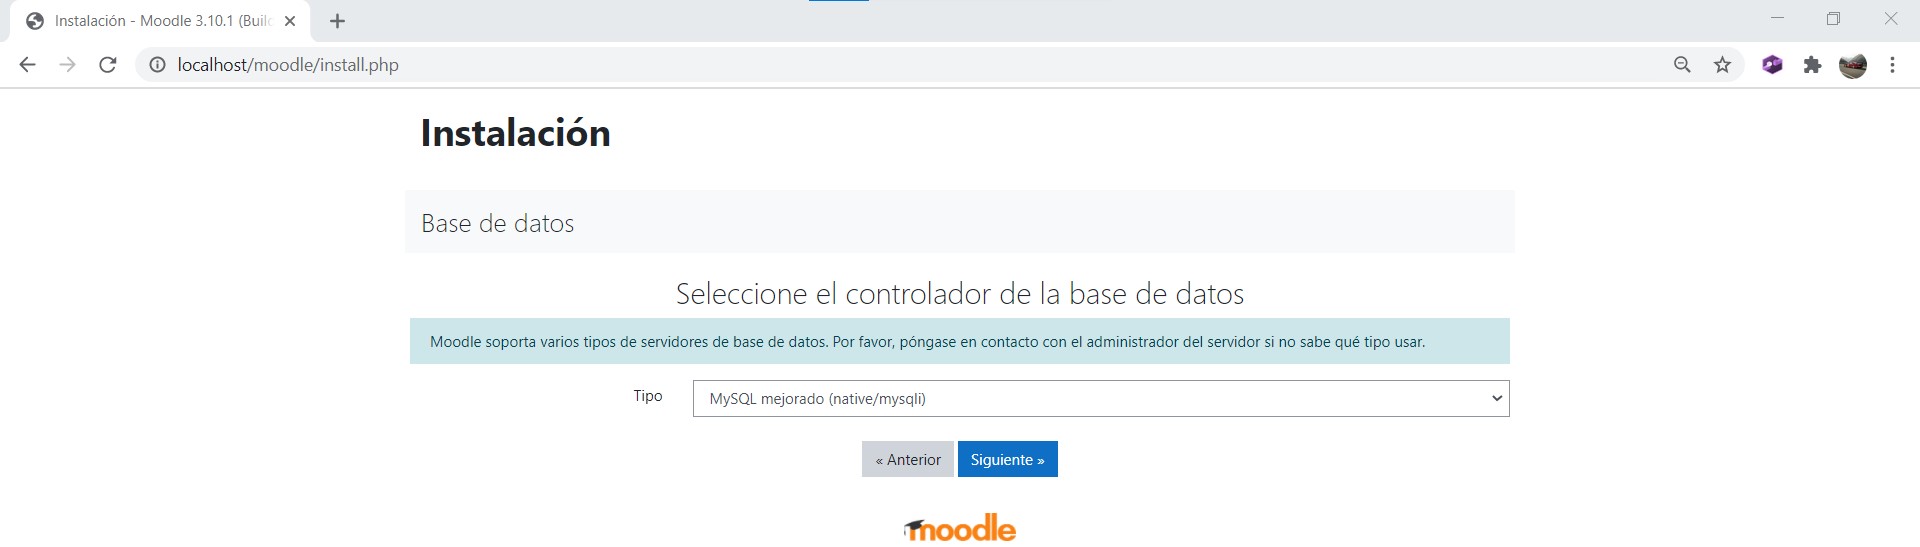 Instalación - Moodle 3.10.1 (Build
localhost/moodle/install.php
Instalación
Base de datos
Seleccione el controlador de la base de datos
Moodle soporta varios tipos de servidores de base de datos. Por favor, póngase en contacto con el administrador del servidor si no sabe qué tipo usar.
Tipo
MySQL mejorado (native/mysqli)
« Anterior
Siguiente »
moodle